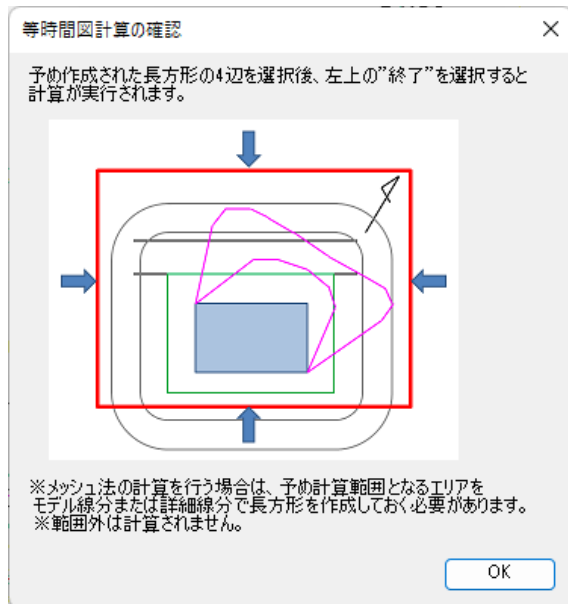 等時間図計算の確認
予め作成された長方形の4辺を選択後、左上の”終了”を選択すると
計算が実行されます。
※メッシュ法の計算を行う場合は、予め計算範囲となるエリアを
モデル線分または詳細線分で長方形を作成しておく必要があります。
※範囲外は計算されません。
OK